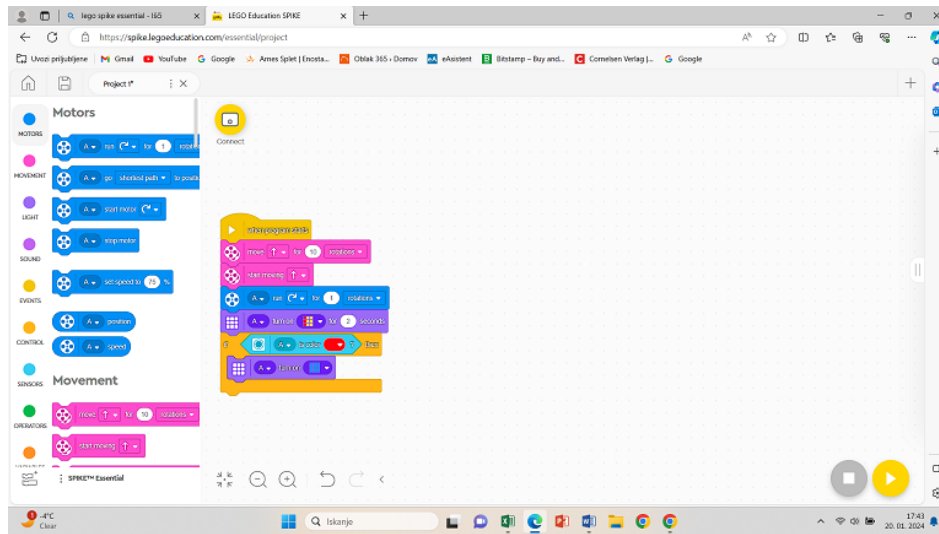 lego spike essential - I65
LEGO Education SPIKE
https://spike.legoeducation.com/essential/project
Uvozi priljubljene
Gmail
YouTube
Google
Arnes Splet | Enosta...
Oblak 365 › Domov
eAsistent
Bitstamp – Buy and...
Cornelsen Verlag |...
Google
Project 1*
MOTORS
MOVEMENT
LIGHT
SOUND
EVENTS
CONTROL
SENSORS
OPERATORS
Motors
A run for 1
A go shortest path to
A start motor
A stop motor
A set speed to 75 %
A position
A speed
Movement
move for 10 rotations
start moving
Connect
when program starts
move for 10 rotations
start moving
A run for 1 rotations
A turn on for 2 seconds
if A is color ? then
A turn on
SPIKE™ Essential
-4°C
Clear
Iskanje
17:43
20. 01. 2024